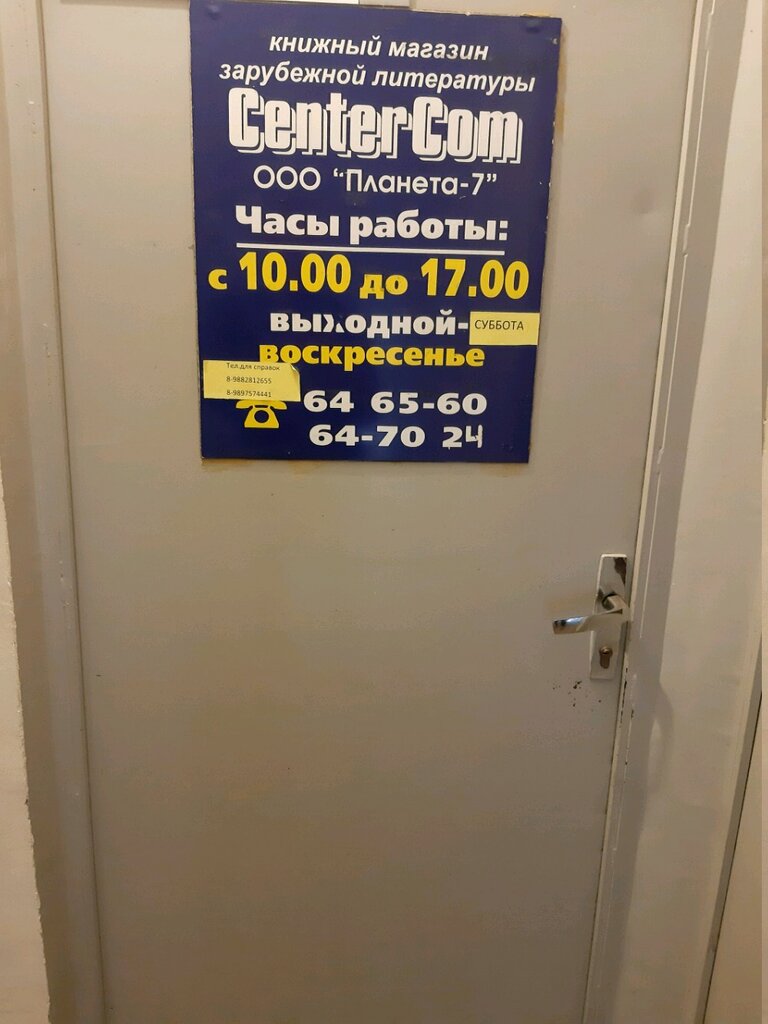 книжный магазин
зарубежной литературы
CenterCom
ООО "Планета-7"
Часы работы:
с 10.00 до 17.00
выходной- СУББОТА
воскресенье
Тел.для справок
8-9882812655
8-9897574441
64 65-60
64-70 24